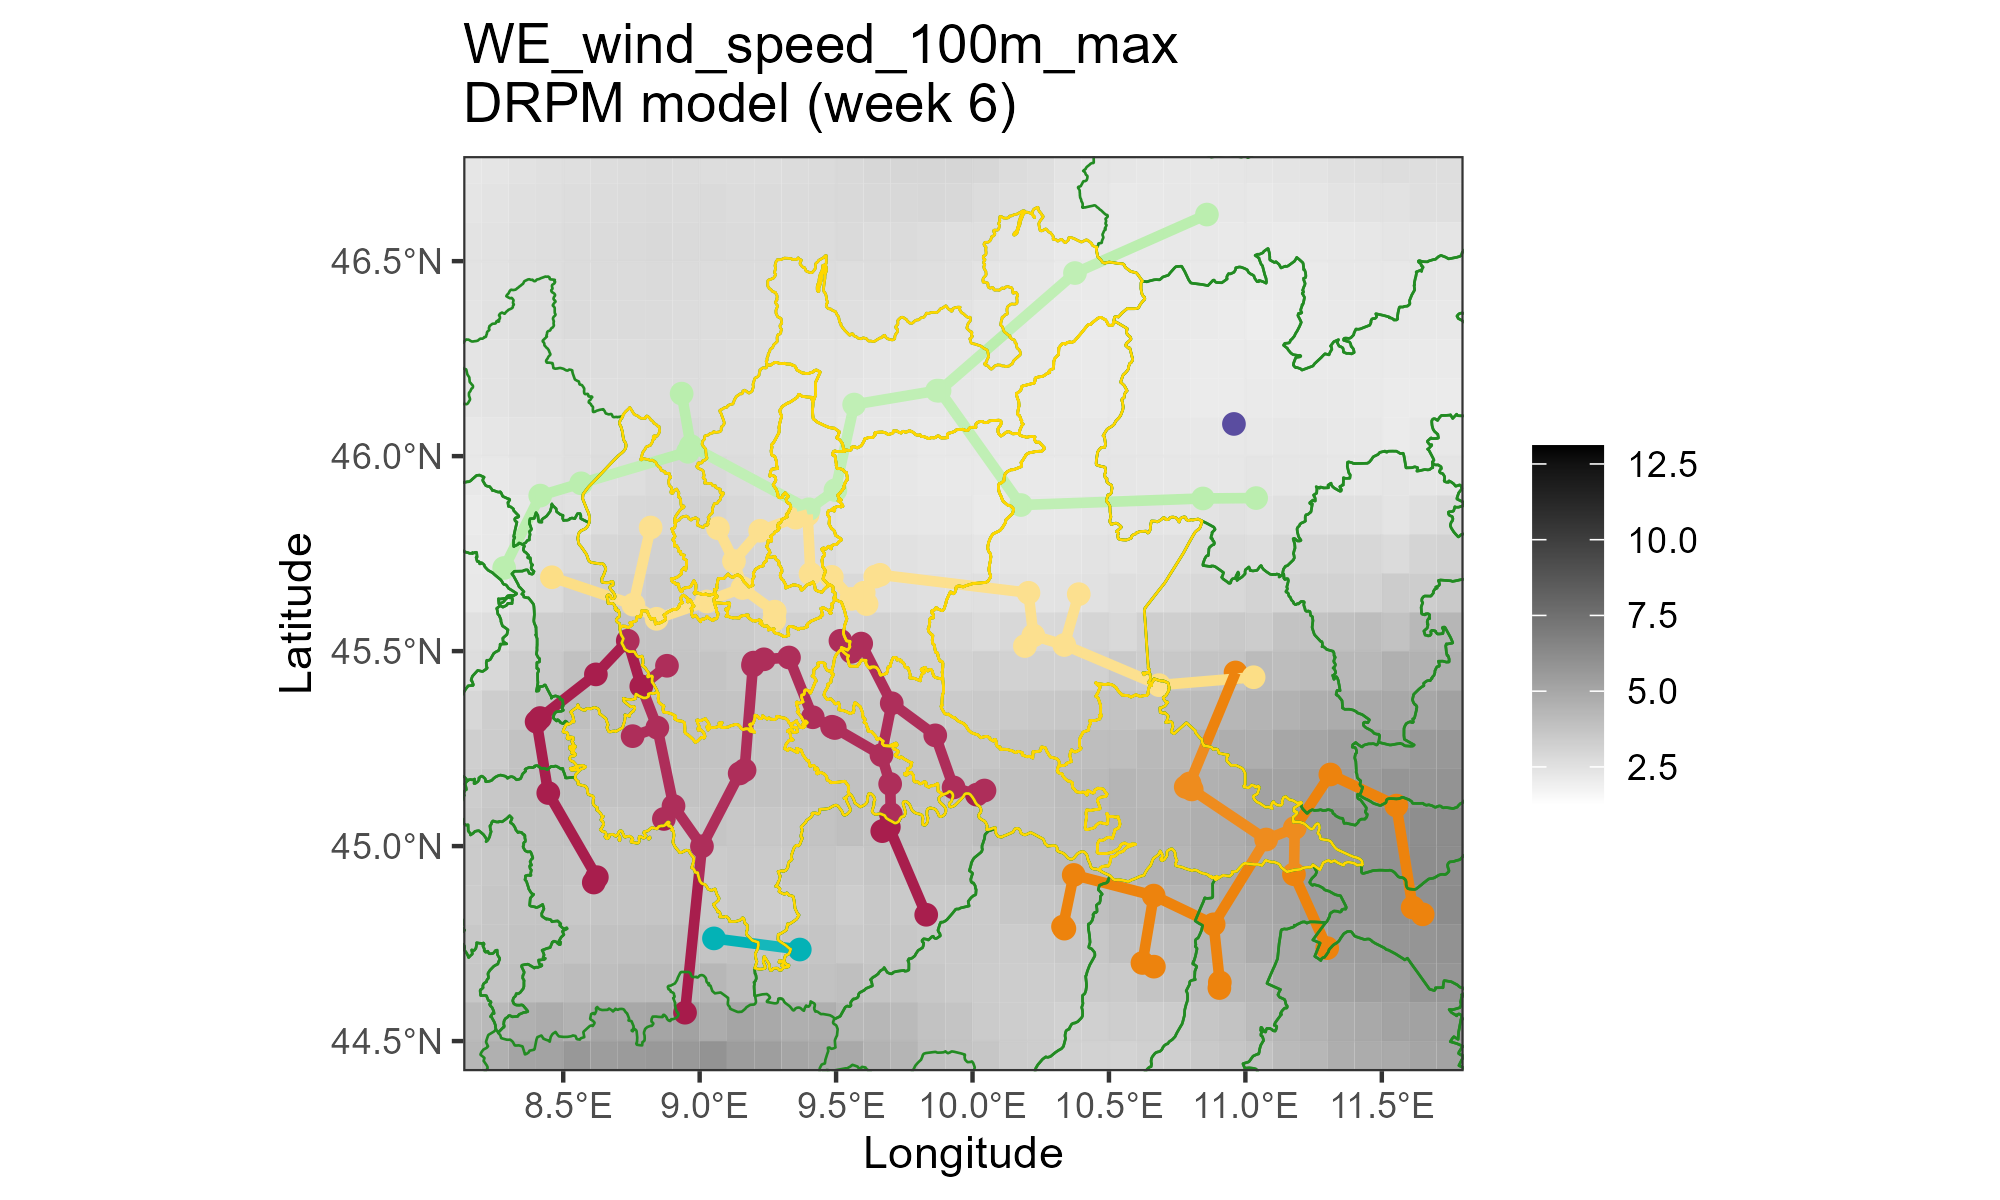 WE_wind_speed_100m_max
DRPM model (week 6)
46.5°N
46.0°N
45.5°N
45.0°N
44.5°N
Latitude
8.5°E 9.0°E 9.5°E 10.0°E 10.5°E 11.0°E 11.5°E
Longitude
12.5
10.0
7.5
5.0
2.5